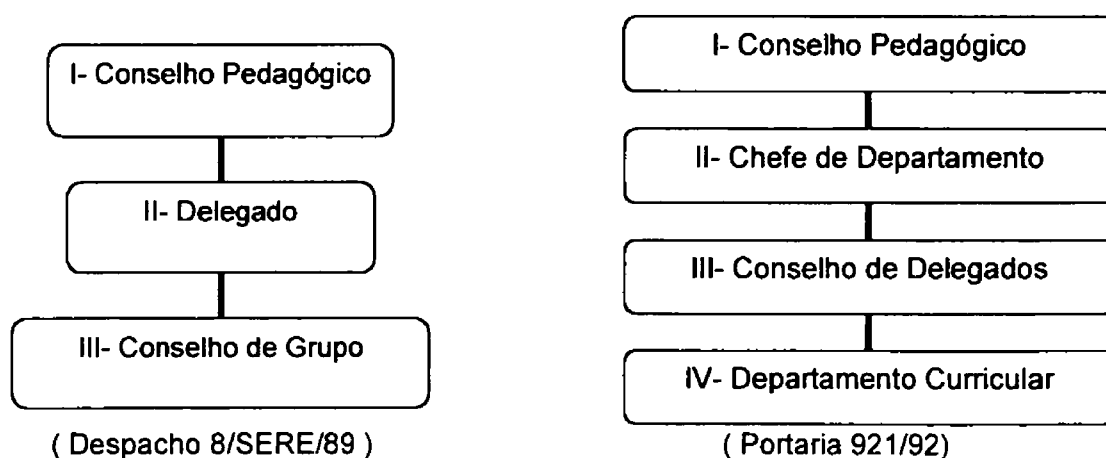 I- Conselho Pedagógico
II- Delegado
III- Conselho de Grupo
( Despacho 8/SERE/89 )
I- Conselho Pedagógico
II- Chefe de Departamento
III- Conselho de Delegados
IV- Departamento Curricular
( Portaria 921/92)